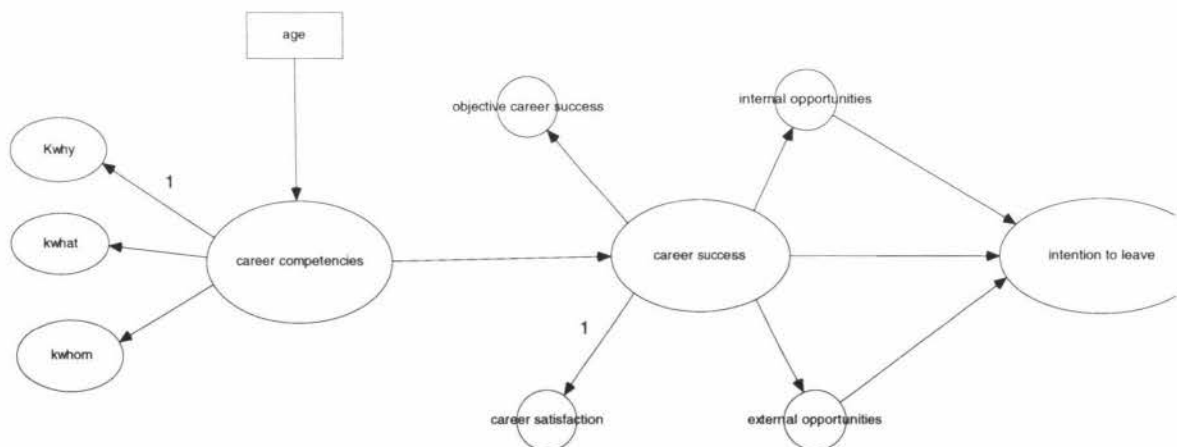 age
objective career success
internal opportunities
Kwhy
1
kwhat
career competencies
career success
intention to leave
kwhom
1
career satisfaction
external opportunities